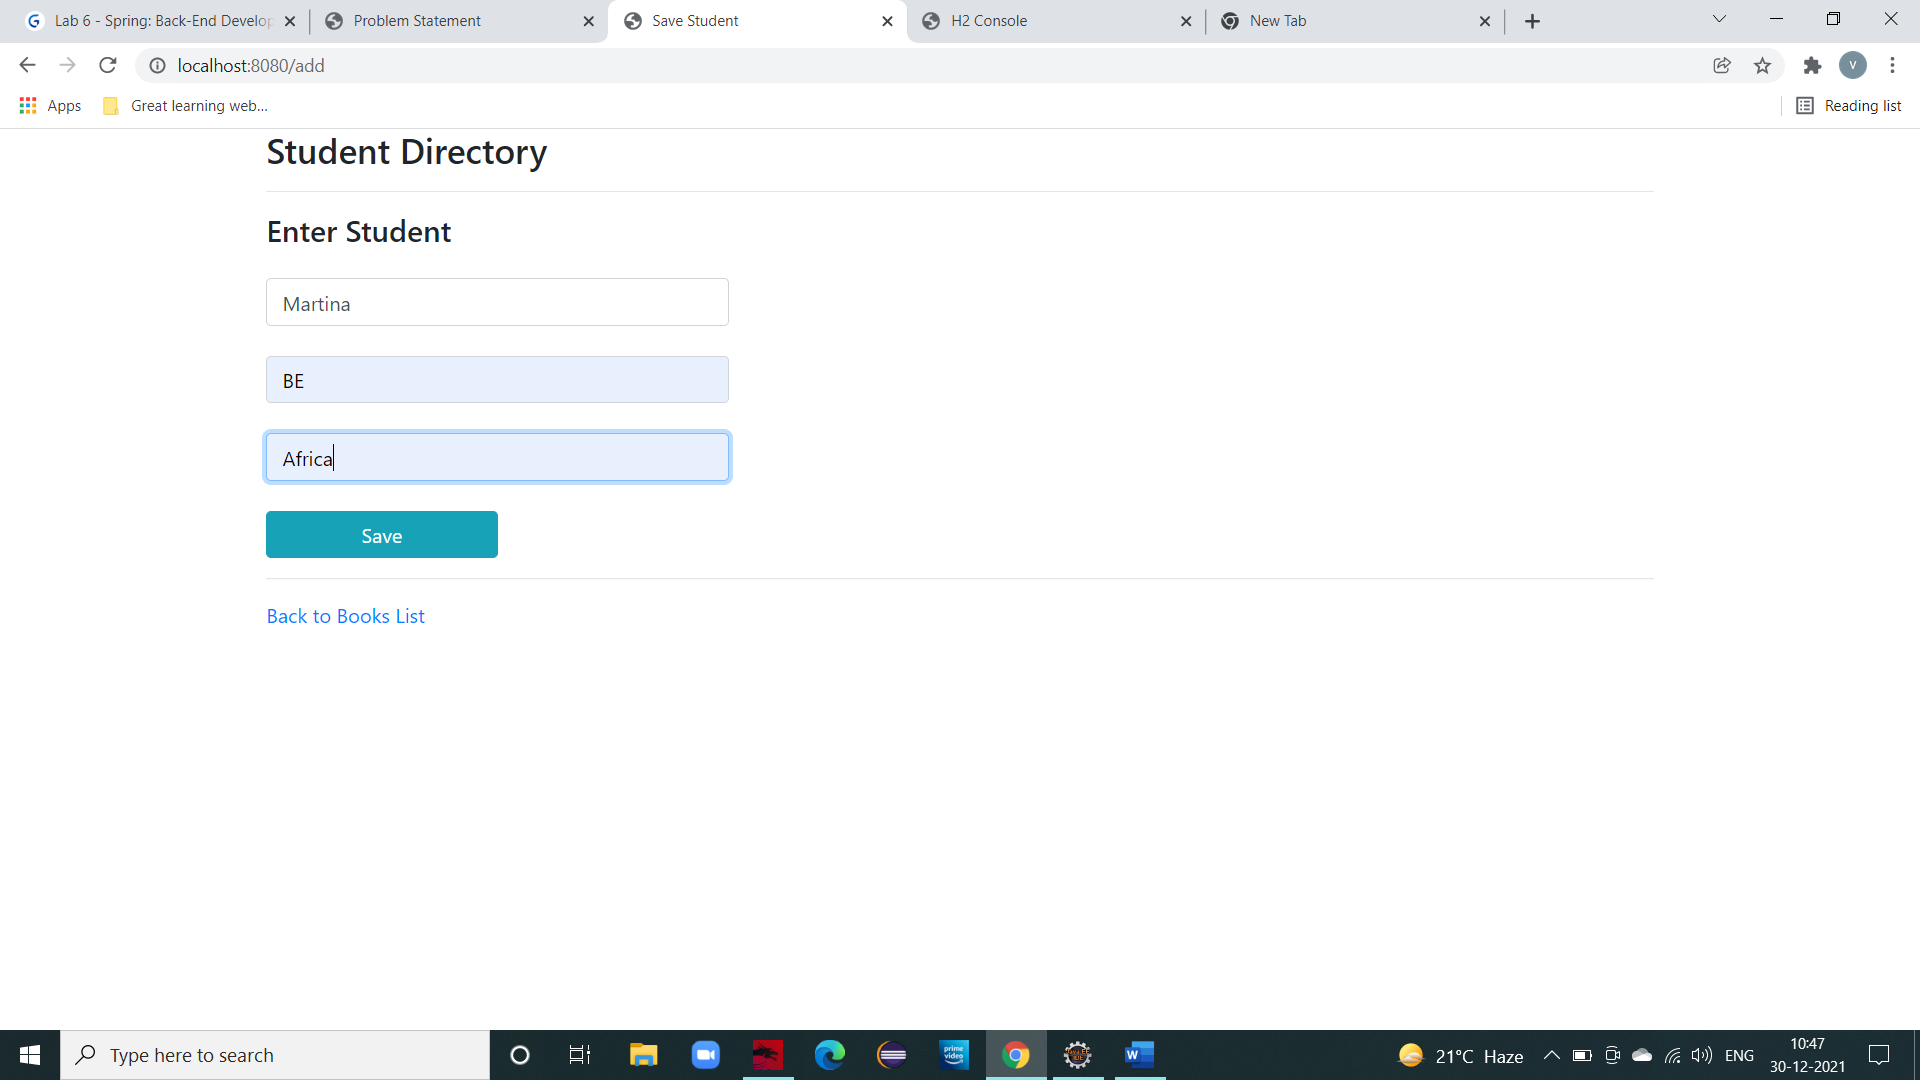 Lab 6 - Spring: Back-End Develop
Problem Statement
Save Student
H2 Console
New Tab
localhost:8080/add
V
Apps
Great learning web...
Reading list
Student Directory
Enter Student
Martina
BE
Africa
Save
Back to Books List
Type here to search
prime video
W
21°C Haze
ENG
10:47
30-12-2021